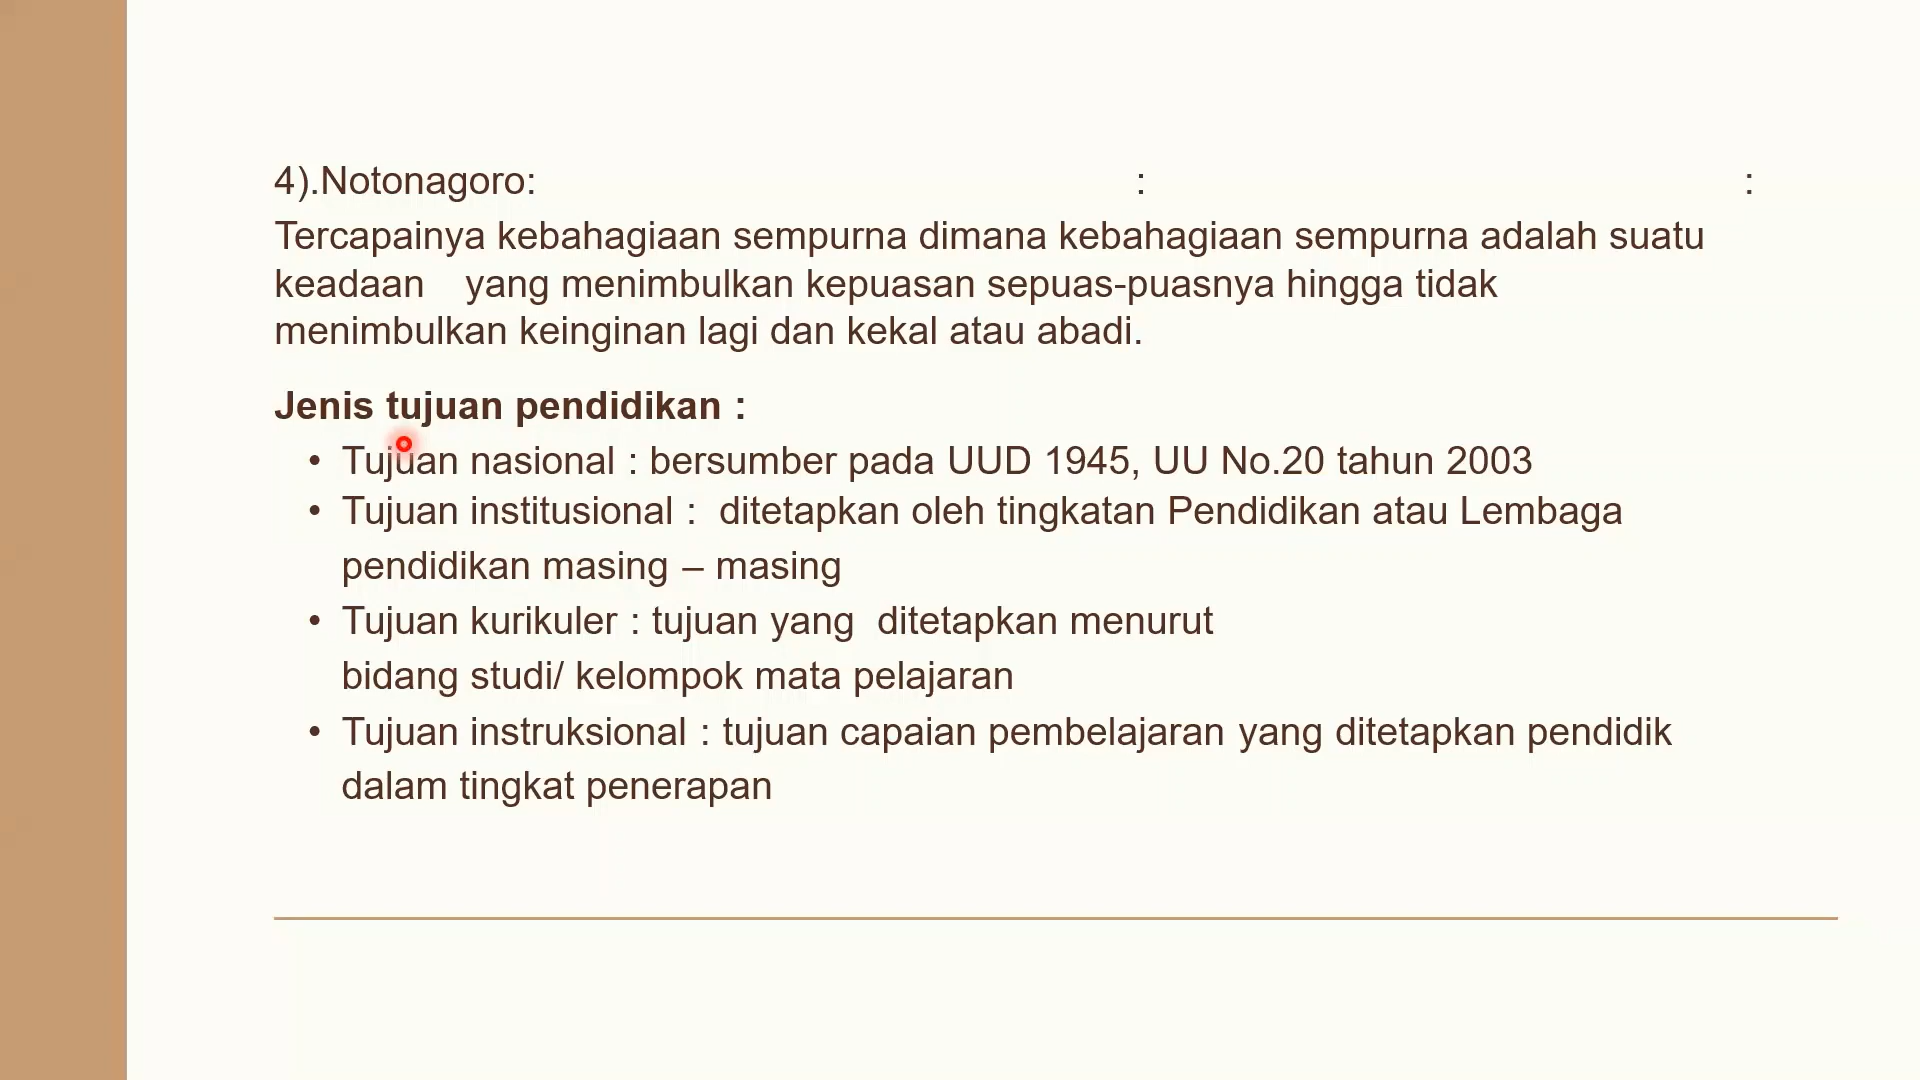 4).Notonagoro: : :
Tercapainya kebahagiaan sempurna dimana kebahagiaan sempurna adalah suatu
keadaan yang menimbulkan kepuasan sepuas-puasnya hingga tidak
menimbulkan keinginan lagi dan kekal atau abadi.
Jenis tujuan pendidikan :
• Tujuan nasional : bersumber pada UUD 1945, UU No.20 tahun 2003
• Tujuan institusional : ditetapkan oleh tingkatan Pendidikan atau Lembaga
pendidikan masing – masing
• Tujuan kurikuler : tujuan yang ditetapkan menurut
bidang studi/ kelompok mata pelajaran
• Tujuan instruksional : tujuan capaian pembelajaran yang ditetapkan pendidik
dalam tingkat penerapan